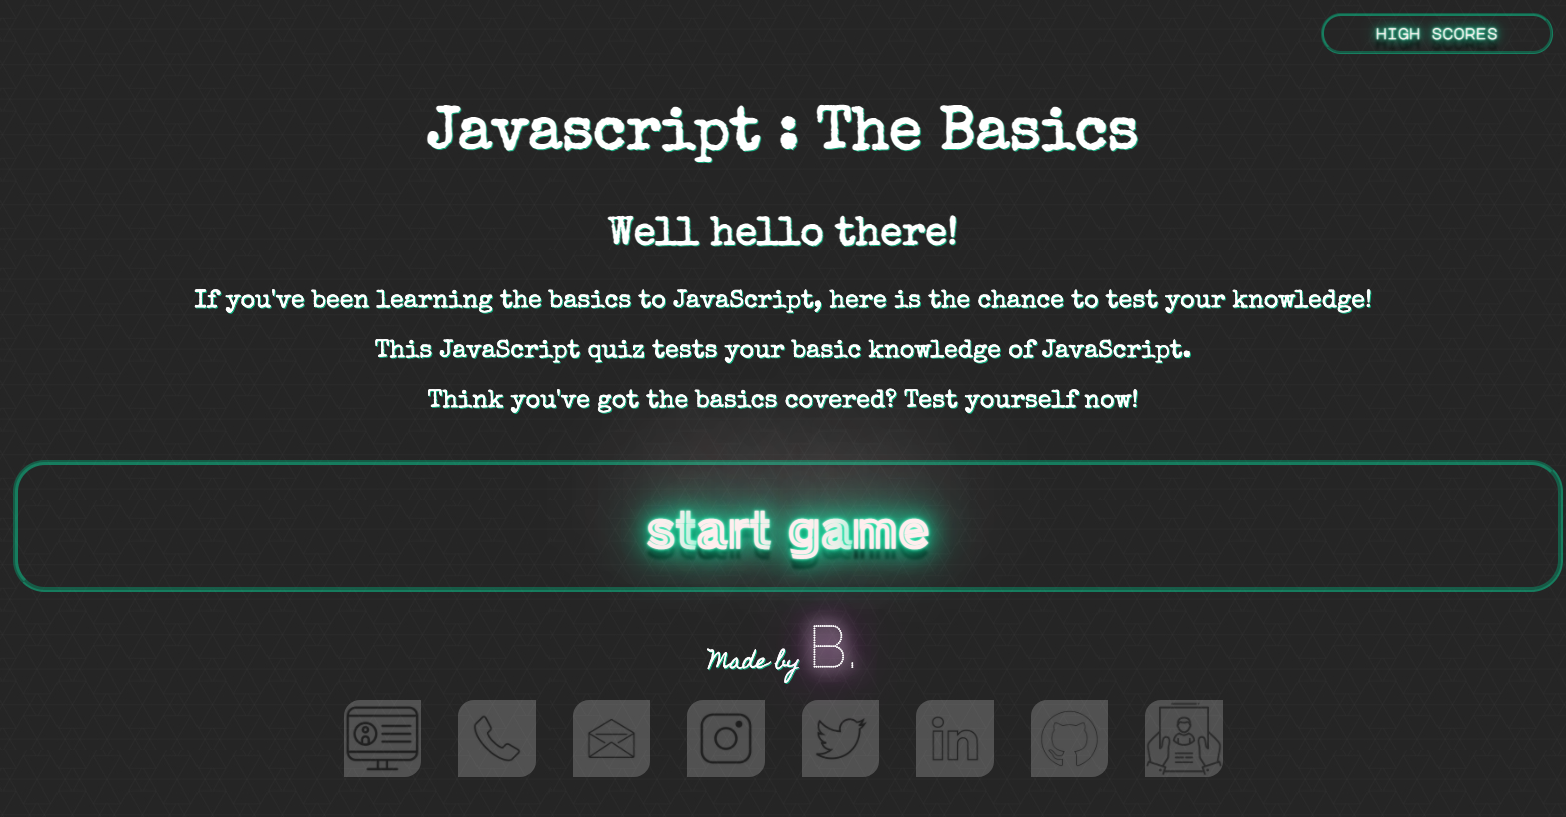 HIGH SCORES
Javascript : The Basics
Well hello there!
If you've been learning the basics to JavaScript, here is the chance to test your knowledge!
This JavaScript quiz tests your basic knowledge of JavaScript.
Think you've got the basics covered? Test yourself now!
start game
Made by B.
in